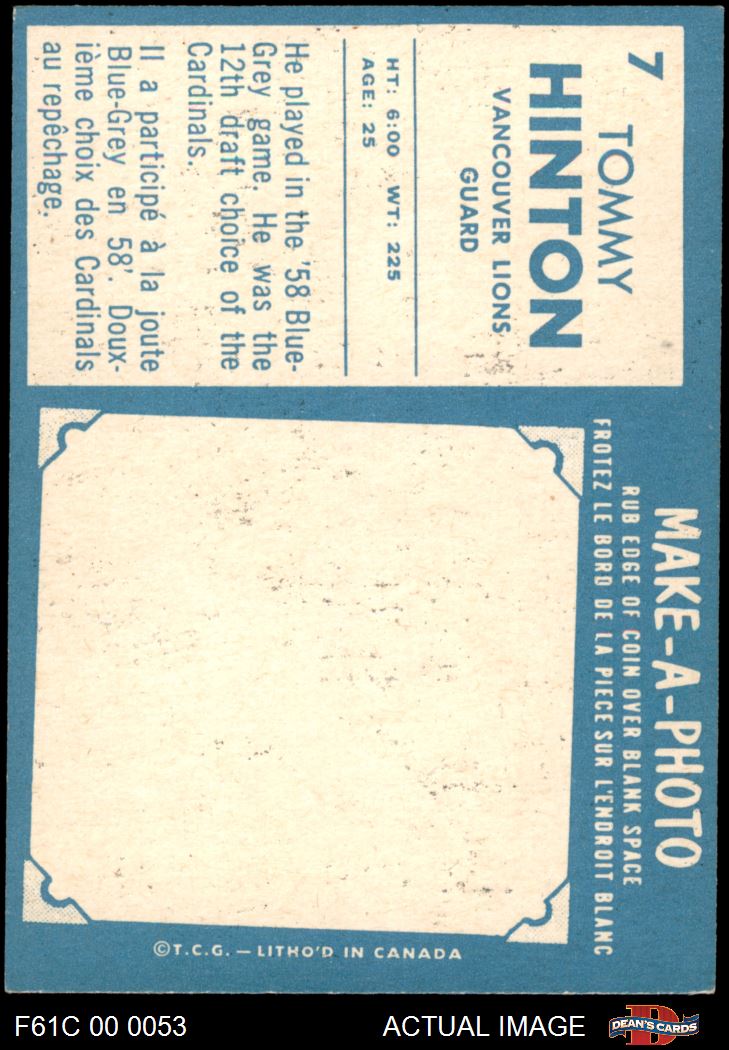 7
TOMMY
HINTON
VANCOUVER LIONS
GUARD
HT: 6:00 WT: 225
AGE: 25
He played in the '58 Blue-
Grey game. He was the
12th draft choice of the
Cardinals.
Il a participé à la joute
Blue-Grey en 58'. Doux-
ième choix des Cardinals
au repêchage.
MAKE-A-PHOTO
RUB EDGE OF COIN OVER BLANK SPACE
FROTEZ LE BORD DE LA PIECE SUR L'ENDROIT BLANC
©T.C.G. — LITHO'D IN CANADA
F61C 00 0053
ACTUAL IMAGE
D
DEAN'S CARDS